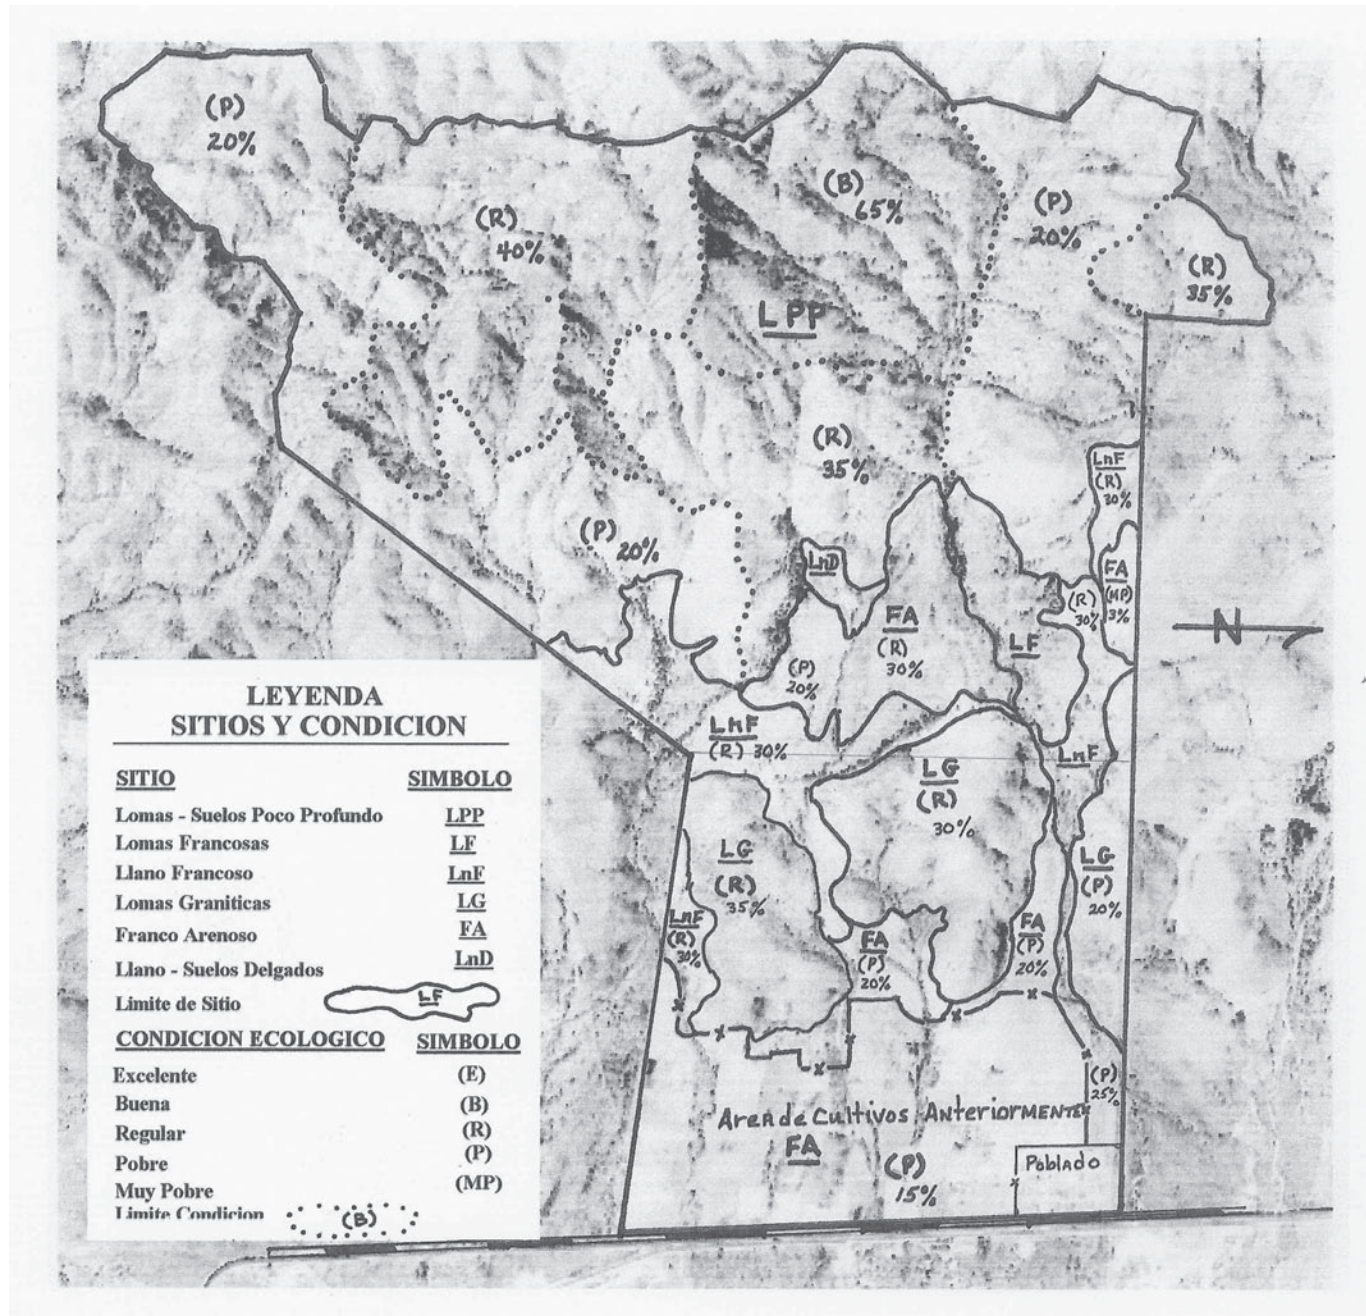 (P)
20%
(B)
65%
(R)
40%
(P)
20%
(R)
35%
LPP
(R)
35%
LnF
(R)
30%
(P)
20%
LnD
FA
(MP)
3%
(R)
30%
FA
(R)
30%
LF
N
(P)
20%
LnF
(R) 30%
LnF
LG
(R)
30%
LG
(R)
35%
LG
(P)
20%
LnF
(R)
30%
FA
(P)
20%
FA
(P)
20%
(P)
25%
Area de Cultivos Anteriormente
FA
(P)
15%
Poblado
LEYENDA
SITIOS Y CONDICION
SITIO SIMBOLO
Lomas - Suelos Poco Profundo LPP
Lomas Francosas LF
Llano Francoso LnF
Lomas Graniticas LG
Franco Arenoso FA
Llano - Suelos Delgados LnD
Limite de Sitio LF
CONDICION ECOLOGICO SIMBOLO
Excelente (E)
Buena (B)
Regular (R)
Pobre (P)
Muy Pobre (MP)
Limite Condicion (B)